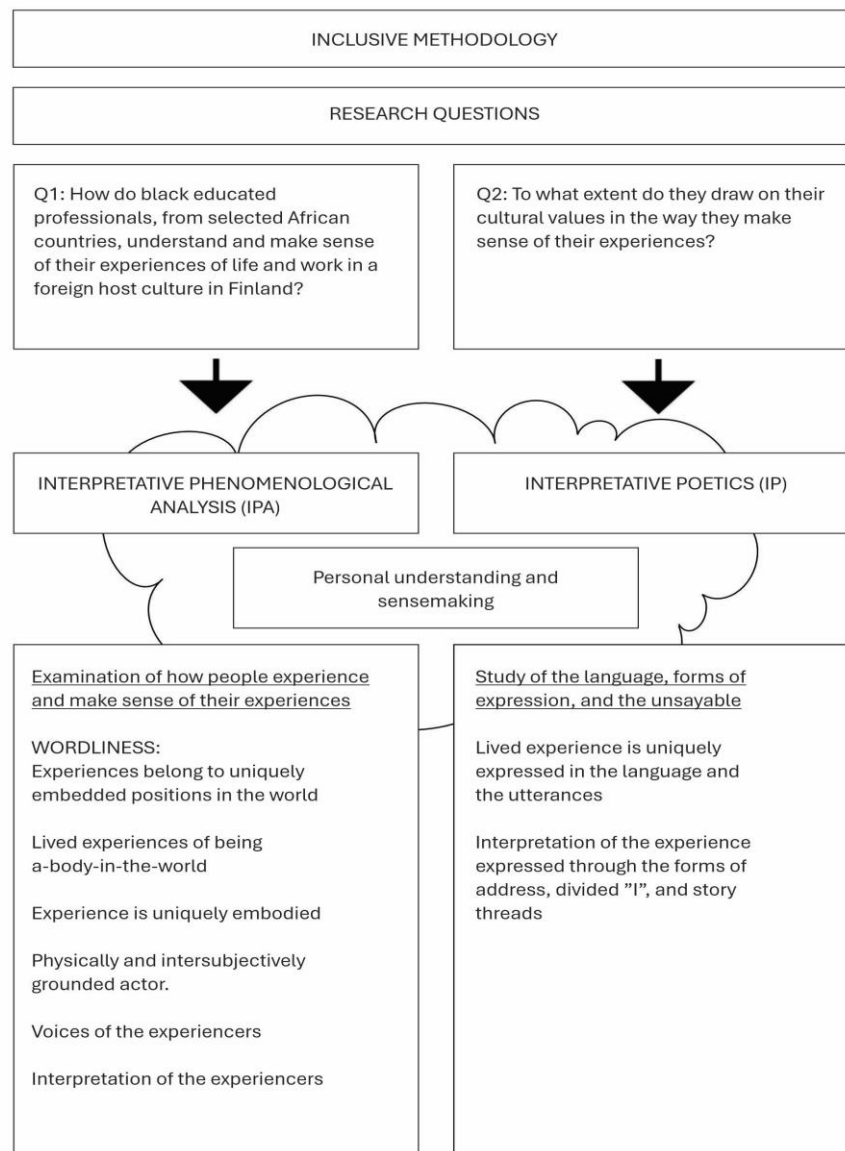 INCLUSIVE METHODOLOGY
RESEARCH QUESTIONS
Q1: How do black educated
professionals, from selected African
countries, understand and make sense
of their experiences of life and work in a
foreign host culture in Finland?
Q2: To what extent do they draw on their
cultural values in the way they make
sense of their experiences?
INTERPRETATIVE PHENOMENOLOGICAL
ANALYSIS (IPA)
INTERPRETATIVE POETICS (IP)
Personal understanding and
sensemaking
Examination of how people experience
and make sense of their experiences
WORDLINESS:
Experiences belong to uniquely
embedded positions in the world
Lived experiences of being
a-body-in-the-world
Experience is uniquely embodied
Physically and intersubjectively
grounded actor.
Voices of the experiencers
Interpretation of the experiencers
Study of the language, forms of
expression, and the unsayable
Lived experience is uniquely
expressed in the language and
the utterances
Interpretation of the experience
expressed through the forms of
address, divided ”I”, and story
threads